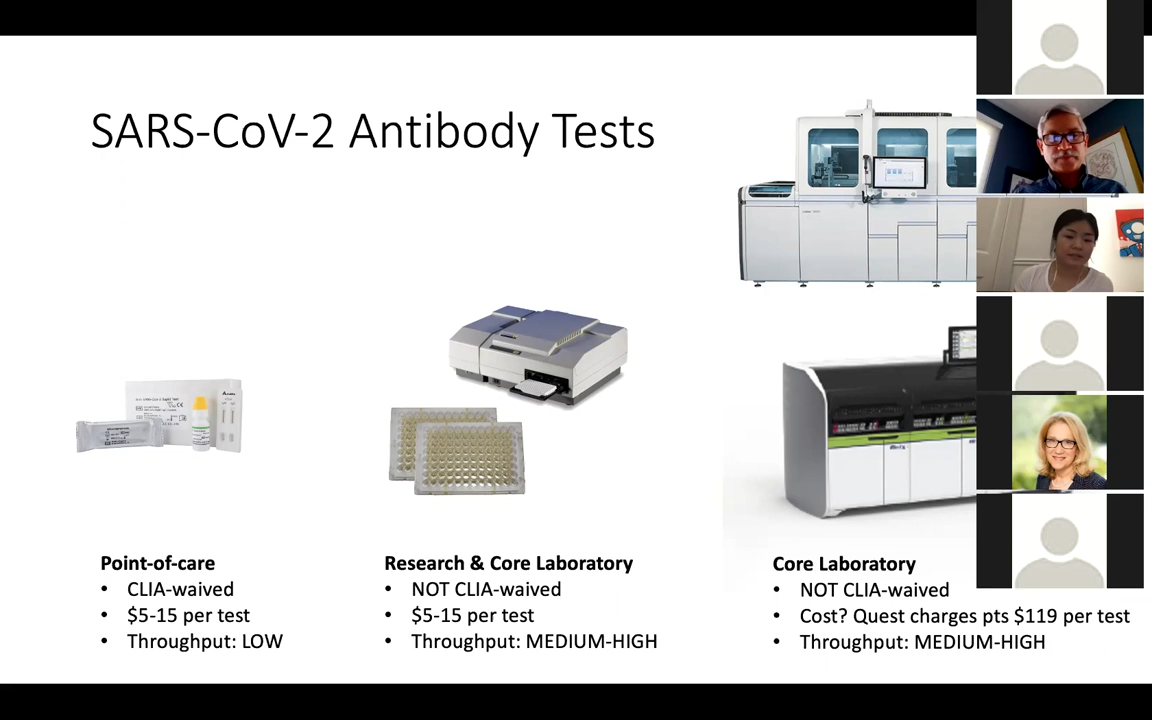 SARS-CoV-2 Antibody Tests
Point-of-care
• CLIA-waived
• $5-15 per test
• Throughput: LOW
Research & Core Laboratory
• NOT CLIA-waived
• $5-15 per test
• Throughput: MEDIUM-HIGH
Core Laboratory
• NOT CLIA-waived
• Cost? Quest charges pts $119 per test
• Throughput: MEDIUM-HIGH